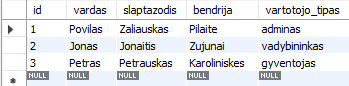 id vardas slaptazodis bendrija vartotojo_tipas
1 Povilas Zaliauskas Pilaite adminas
2 Jonas Jonaitis Zujunai vadybininkas
3 Petras Petrauskas Karoliniskes gyventojas
NULL NULL NULL NULL NULL